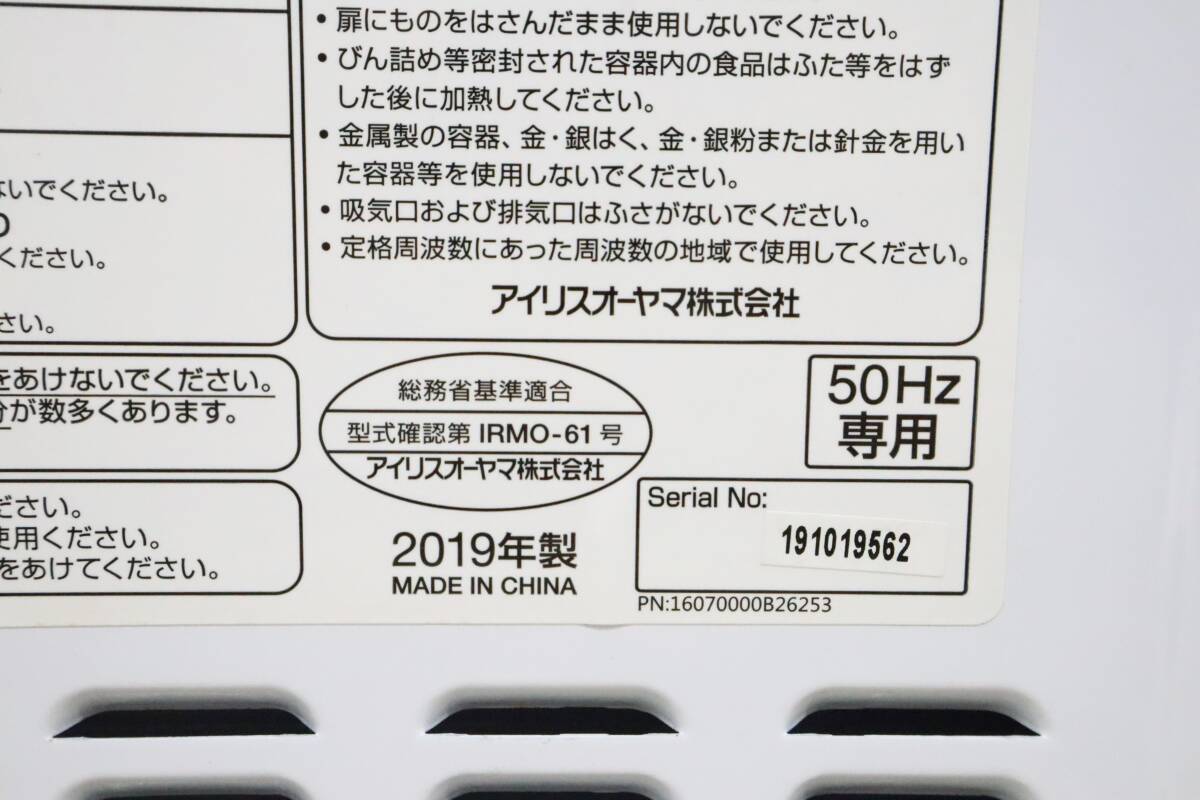 ・扉にものをはさんだまま使用しないでください。
・びん詰め等密封された容器内の食品はふた等をはず
した後に加熱してください。
・金属製の容器、金・銀はく、金・銀粉または針金を用い
た容器等を使用しないでください。
・吸気口および排気口はふさがないでください。
・定格周波数にあった周波数の地域で使用してください。
アイリスオーヤマ株式会社
ないでください。
ください。
さい。
をあけないでください。
分が数多くあります。
ださい。
使用ください。
をあけてください。
総務省基準適合
型式確認第 IRMO-61 号
アイリスオーヤマ株式会社
50Hz
専用
2019年製
MADE IN CHINA
Serial No:
191019562
PN:16070000B26253